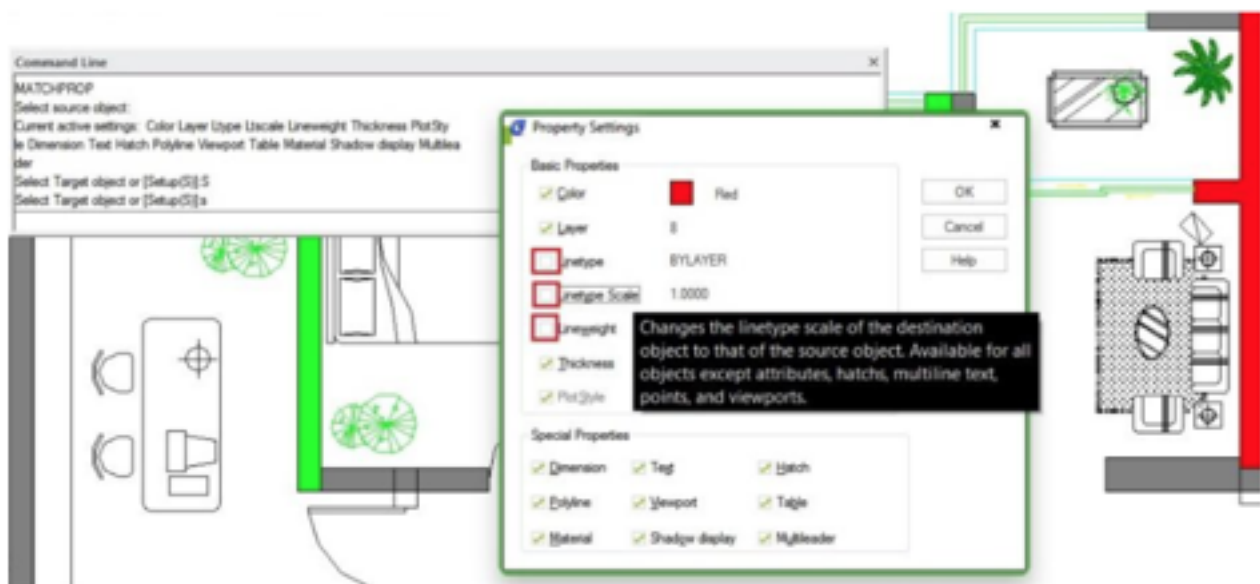 Command Line
MATCHPROP
Select source object:
Current active settings: Color Layer Ltype Ltscale Lineweight Thickness PlotSty
le Dimension Text Hatch Polyline Viewport Table Material Shadow display Multilea
der
Select Target object or [Setup(S)]:S
Select Target object or [Setup(S)]:s
Property Settings
Basic Properties
Color Red
Layer 8
Linetype BYLAYER
Linetype Scale 1.0000
Lineweight
Thickness
PlotStyle
OK
Cancel
Help
Changes the linetype scale of the destination
object to that of the source object. Available for all
objects except attributes, hatchs, multiline text,
points, and viewports.
Special Properties
Dimension Text Hatch
Polyline Viewport Table
Material Shadow display Multileader